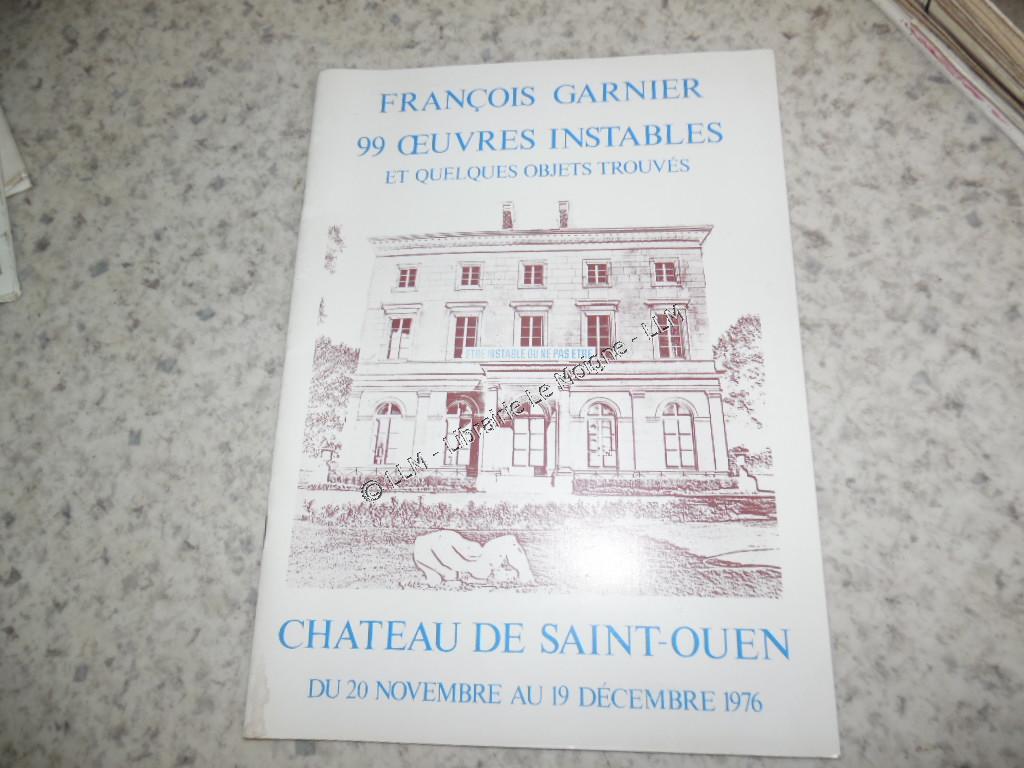 FRANÇOIS GARNIER
99 ŒUVRES INSTABLES
ET QUELQUES OBJETS TROUVÉS
ETRE INSTABLE OU NE PAS ETRE
© LLM - Librairie Le Moigne - LLM
CHATEAU DE SAINT-OUEN
DU 20 NOVEMBRE AU 19 DÉCEMBRE 1976